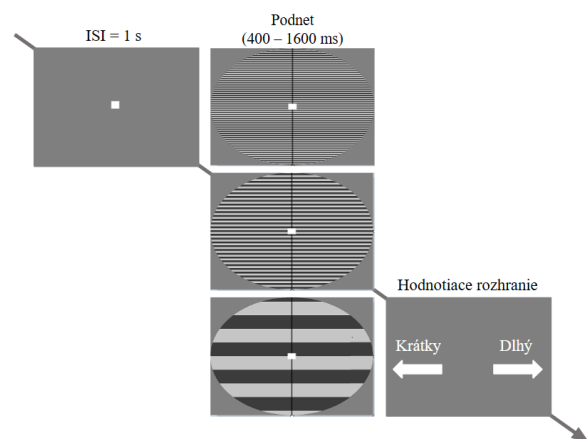 ISI = 1 s
Podnet
(400 – 1600 ms)
Hodnotiace rozhranie
Krátky
Dlhý